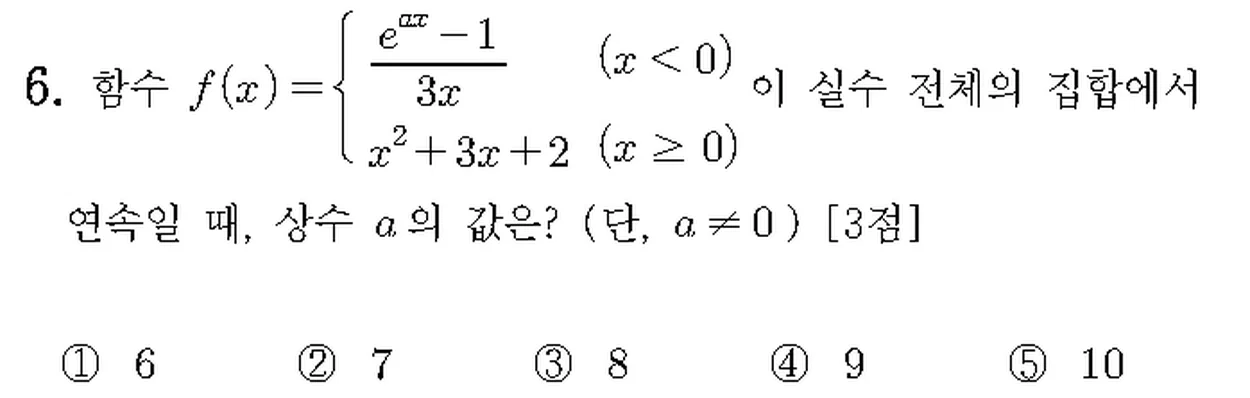 6. 함수 f(x) = { (e^{ax} − 1)/(3x) (x < 0) 이 실수 전체의 집합에서
x² + 3x + 2 (x ≥ 0)
연속일 때, 상수 a의 값은? (단, a ≠ 0) [3점]
① 6 ② 7 ③ 8 ④ 9 ⑤ 10